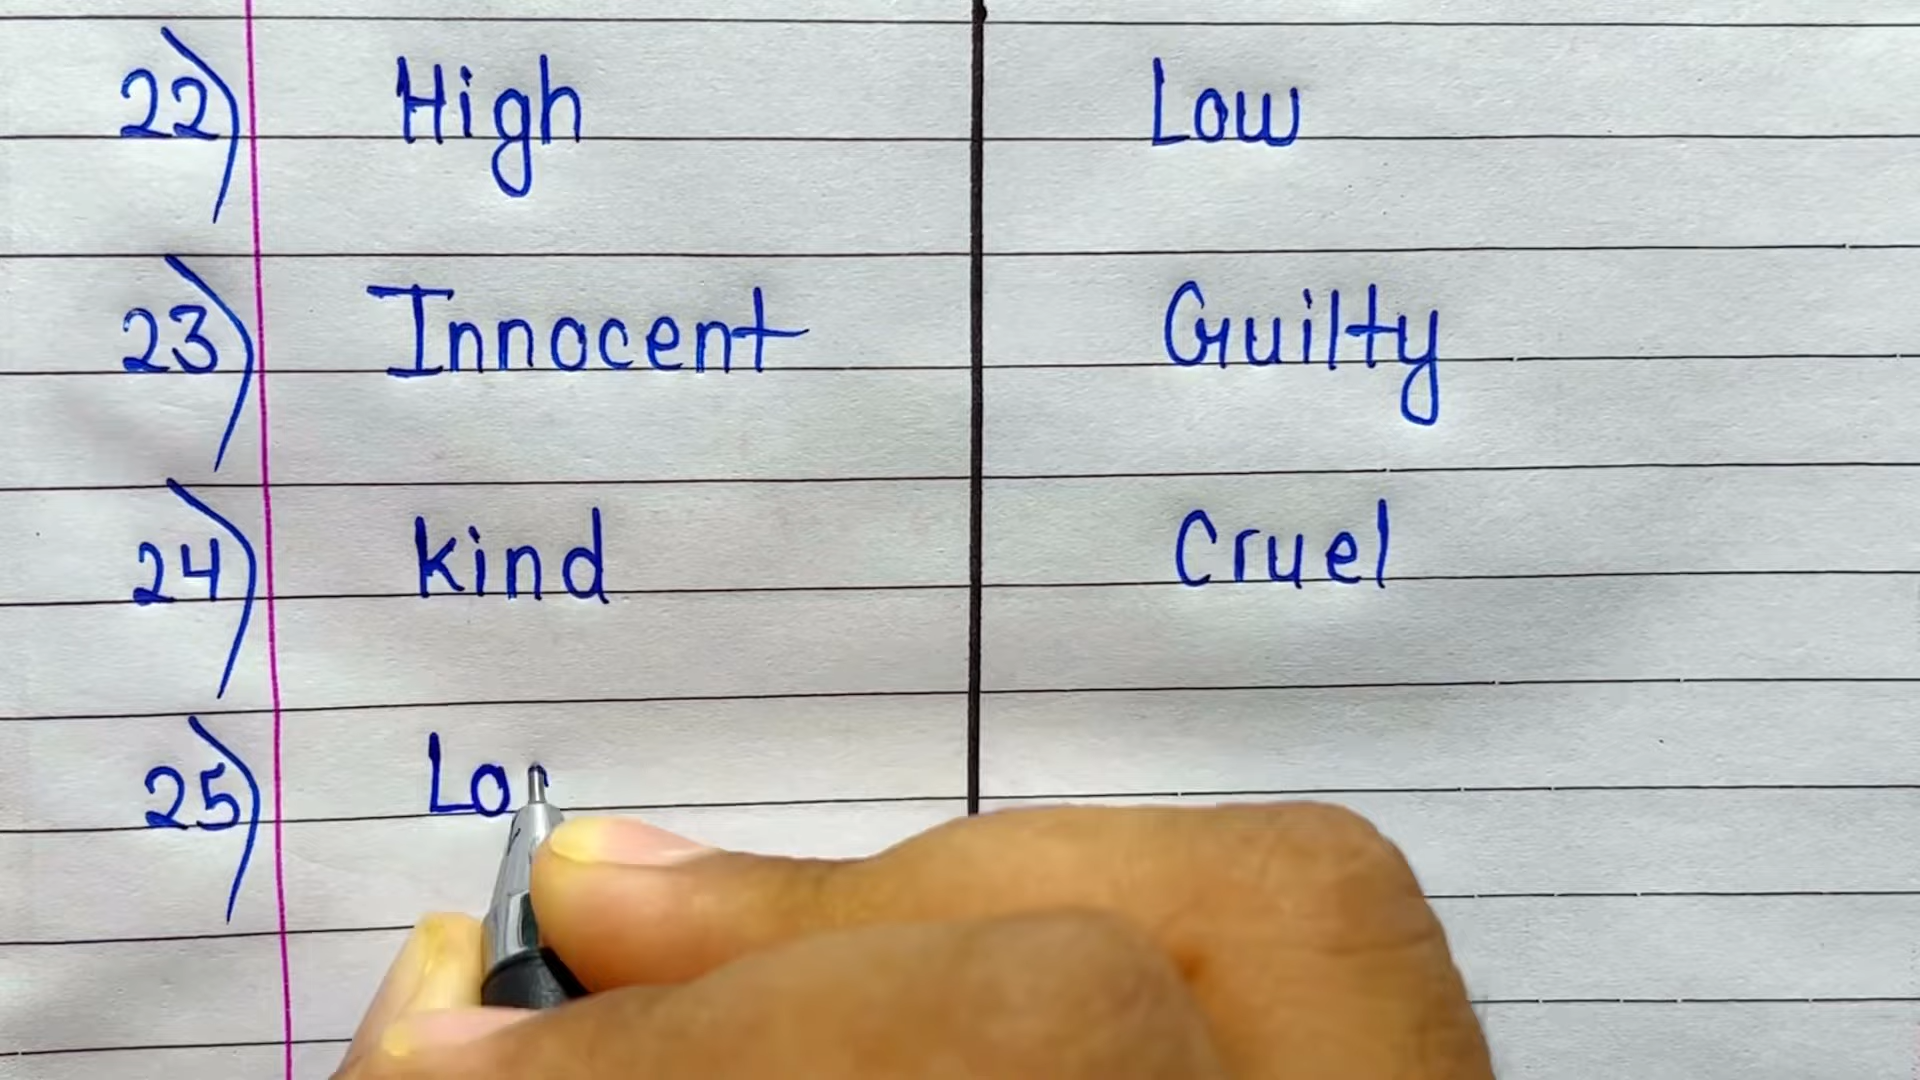 22) High Low
23) Innocent Guilty
24) kind Cruel
25) Lo